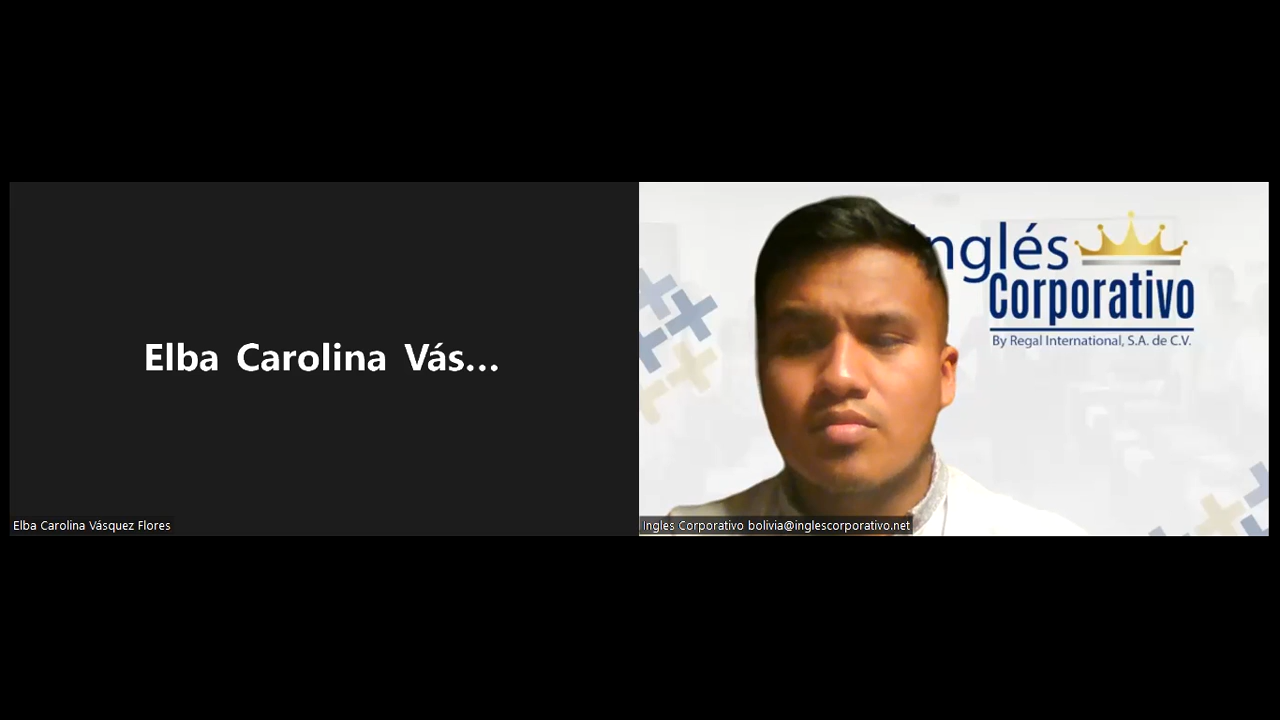 Elba Carolina Vás...
Elba Carolina Vásquez Flores
Inglés
Corporativo
By Regal International, S.A. de C.V.
Ingles Corporativo bolivia@inglescorporativo.net